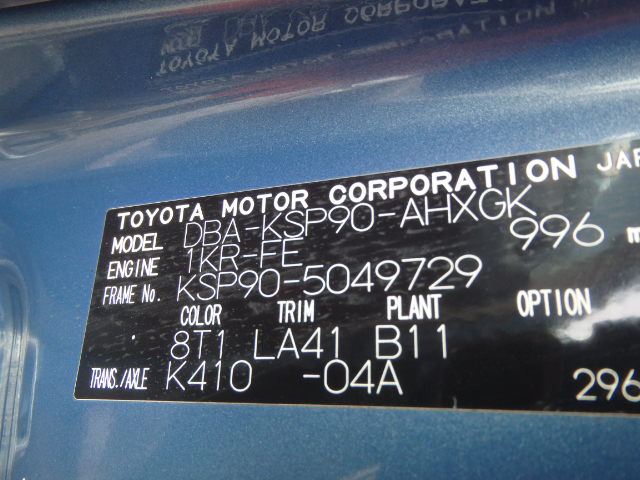 TOYOTA MOTOR CORPORATION JAP
MODEL DBA-KSP90-AHXGK
ENGINE 1KR-FE 996 m
FRAME No. KSP90-5049729
COLOR TRIM PLANT OPTION
8T1 LA41 B11
TRANS./AXLE K410 -04A 296